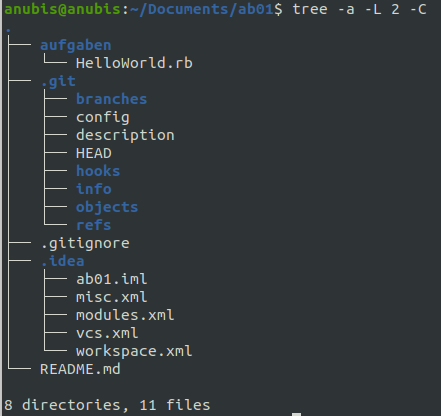 anubis@anubis:~/Documents/ab01$ tree -a -L 2 -C
.
├── aufgaben
│   └── HelloWorld.rb
├── .git
│   ├── branches
│   ├── config
│   ├── description
│   ├── HEAD
│   ├── hooks
│   ├── info
│   ├── objects
│   └── refs
├── .gitignore
├── .idea
│   ├── ab01.iml
│   ├── misc.xml
│   ├── modules.xml
│   ├── vcs.xml
│   └── workspace.xml
└── README.md
8 directories, 11 files